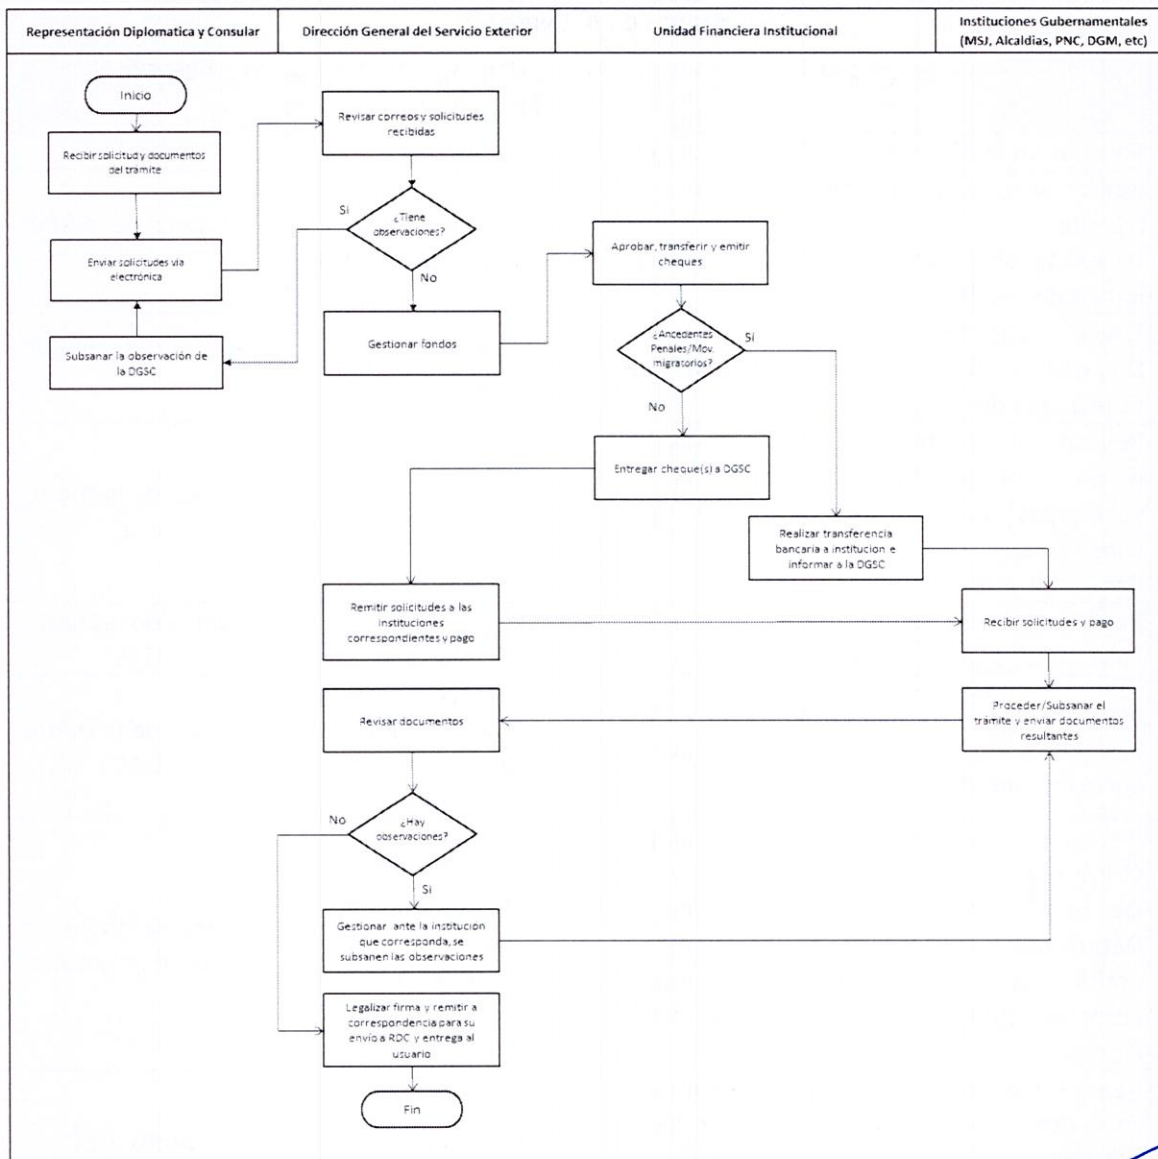 Representación Diplomatica y Consular
Dirección General del Servicio Exterior
Unidad Financiera Institucional
Instituciones Gubernamentales
(MSJ, Alcaldias, PNC, DGM, etc)
Inicio
Recibir solicitud y documentos
del tramite
Enviar solicitudes via
electrónica
Subsanar la observación de
la DGSC
Revisar correos y solicitudes
recibidas
¿Tiene
observaciones?
Si
No
Gestionar fondos
Aprobar, transferir y emitir
cheques
¿Ancedentes
Penales/Mov.
migratorios?
Si
No
Entregar cheque(s) a DGSC
Realizar transferencia
bancaria a institucion e
informar a la DGSC
Remitir solicitudes a las
instituciones
correspondientes y pago
Recibir solicitudes y pago
Proceder/Subsanar el
trámite y enviar documentos
resultantes
Revisar documentos
¿Hay
observaciones?
No
Si
Gestionar ante la institucion
que corresponda, se
subsanen las observaciones
Legalizar firma y remitir a
correspondencia para su
envío a RDC y entrega al
usuario
Fin